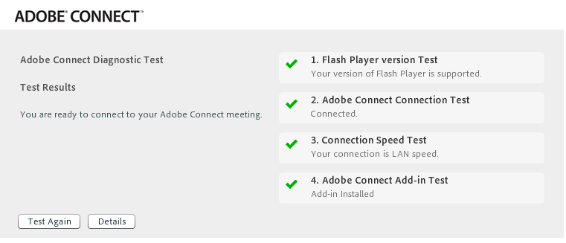 ADOBE® CONNECT™
Adobe Connect Diagnostic Test
Test Results
You are ready to connect to your Adobe Connect meeting.
1. Flash Player version Test
Your version of Flash Player is supported.
2. Adobe Connect Connection Test
Connected.
3. Connection Speed Test
Your connection is LAN speed.
4. Adobe Connect Add-in Test
Add-in Installed
Test Again
Details